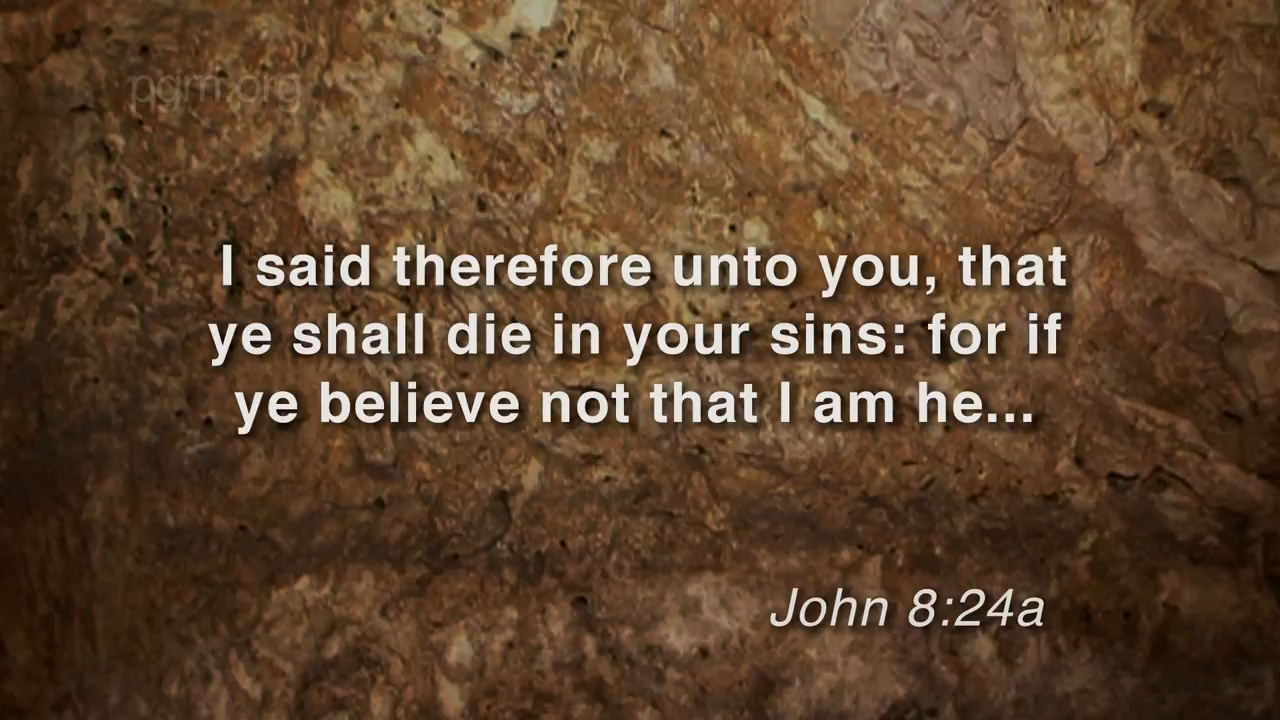 pgm.org
I said therefore unto you, that
ye shall die in your sins: for if
ye believe not that I am he...
John 8:24a